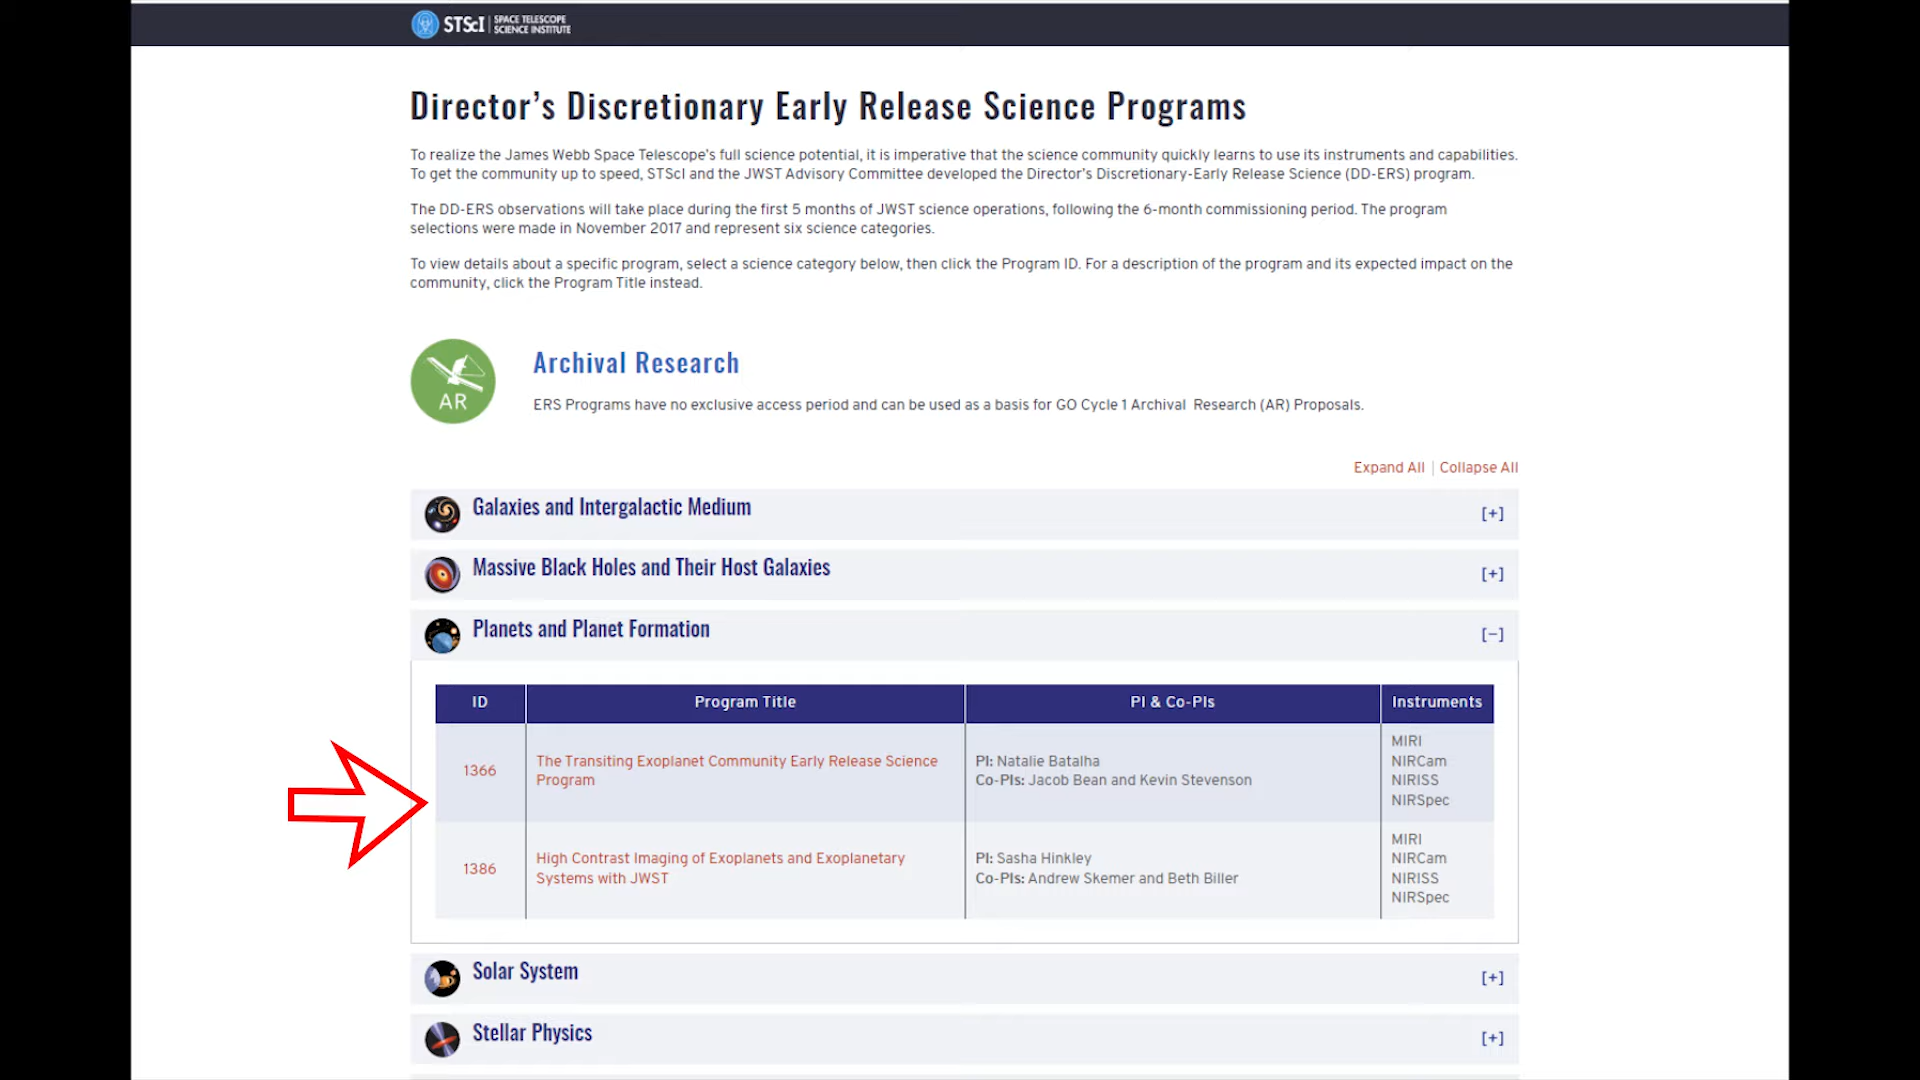 STScI | SPACE TELESCOPE
SCIENCE INSTITUTE
Director’s Discretionary Early Release Science Programs
To realize the James Webb Space Telescope’s full science potential, it is imperative that the science community quickly learns to use its instruments and capabilities.
To get the community up to speed, STScI and the JWST Advisory Committee developed the Director’s Discretionary-Early Release Science (DD-ERS) program.
The DD-ERS observations will take place during the first 5 months of JWST science operations, following the 6-month commissioning period. The program
selections were made in November 2017 and represent six science categories.
To view details about a specific program, select a science category below, then click the Program ID. For a description of the program and its expected impact on the
community, click the Program Title instead.
AR
Archival Research
ERS Programs have no exclusive access period and can be used as a basis for GO Cycle 1 Archival Research (AR) Proposals.
Expand All | Collapse All
Galaxies and Intergalactic Medium [+]
Massive Black Holes and Their Host Galaxies [+]
Planets and Planet Formation [−]
ID Program Title PI & Co-PIs Instruments
1366
The Transiting Exoplanet Community Early Release Science
Program
PI: Natalie Batalha
Co-PIs: Jacob Bean and Kevin Stevenson
MIRI
NIRCam
NIRISS
NIRSpec
1386
High Contrast Imaging of Exoplanets and Exoplanetary
Systems with JWST
PI: Sasha Hinkley
Co-PIs: Andrew Skemer and Beth Biller
MIRI
NIRCam
NIRISS
NIRSpec
Solar System [+]
Stellar Physics [+]